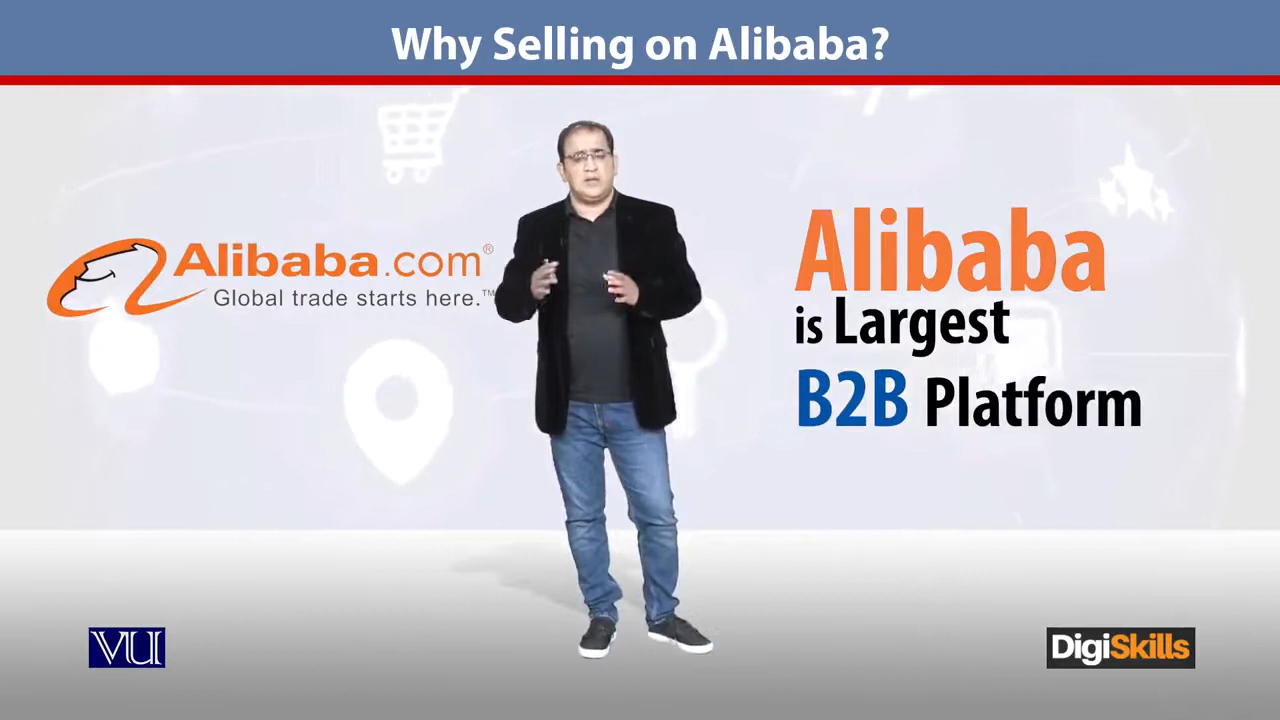 Why Selling on Alibaba?
Alibaba.com®
Global trade starts here.™
Alibaba
is Largest
B2B Platform
VU
DigiSkills